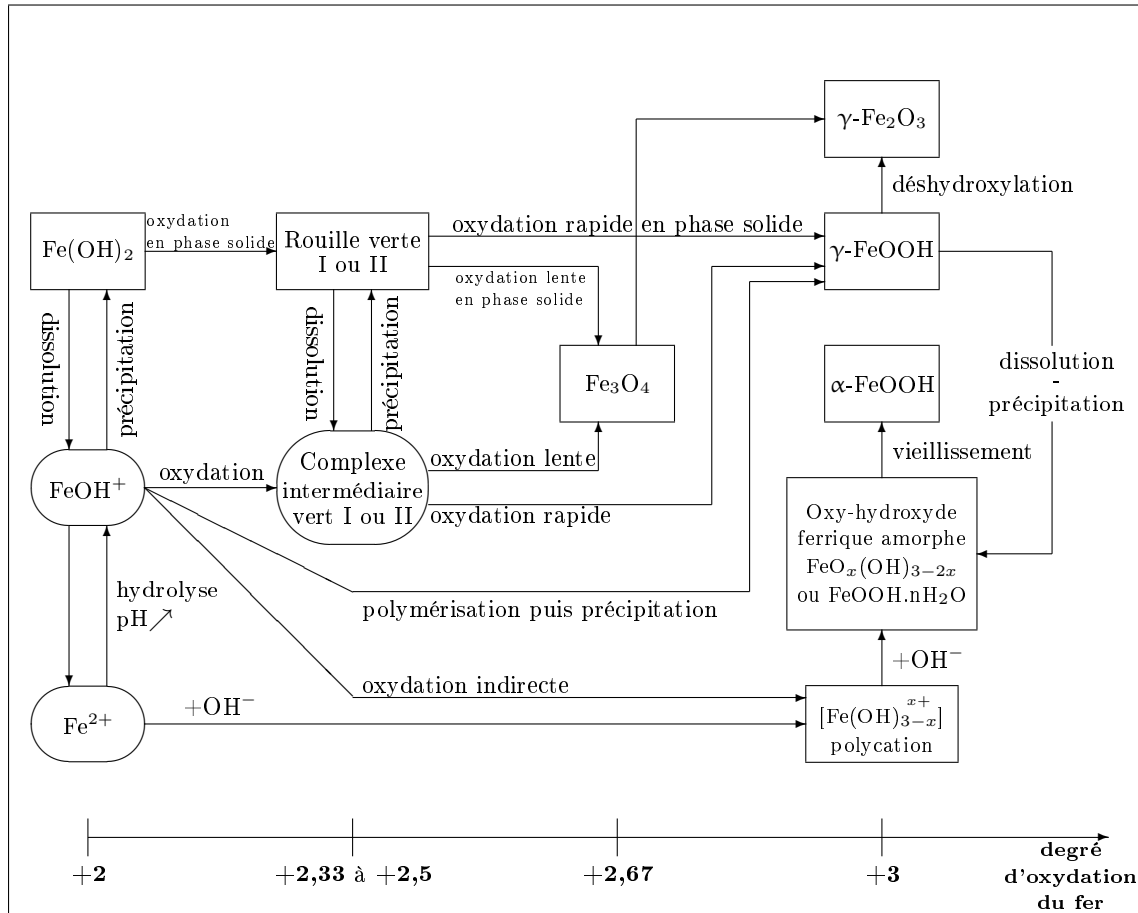 γ-Fe₂O₃
déshydroxylation
Fe(OH)₂
oxydation
en phase solide
Rouille verte
I ou II
oxydation rapide en phase solide
oxydation lente
en phase solide
γ-FeOOH
dissolution
précipitation
dissolution
précipitation
Fe₃O₄
α-FeOOH
dissolution
-
précipitation
vieillissement
FeOH⁺
oxydation
Complexe
intermédiaire
vert I ou II
oxydation lente
oxydation rapide
Oxy-hydroxyde
ferrique amorphe
FeOₓ(OH)₃₋₂ₓ
ou FeOOH.nH₂O
hydrolyse
pH↗
polymérisation puis précipitation
+OH⁻
oxydation indirecte
Fe²⁺
+OH⁻
[Fe(OH)₃₋ₓ]ˣ⁺
polycation
+2
+2,33 à +2,5
+2,67
+3
degré
d'oxydation
du fer